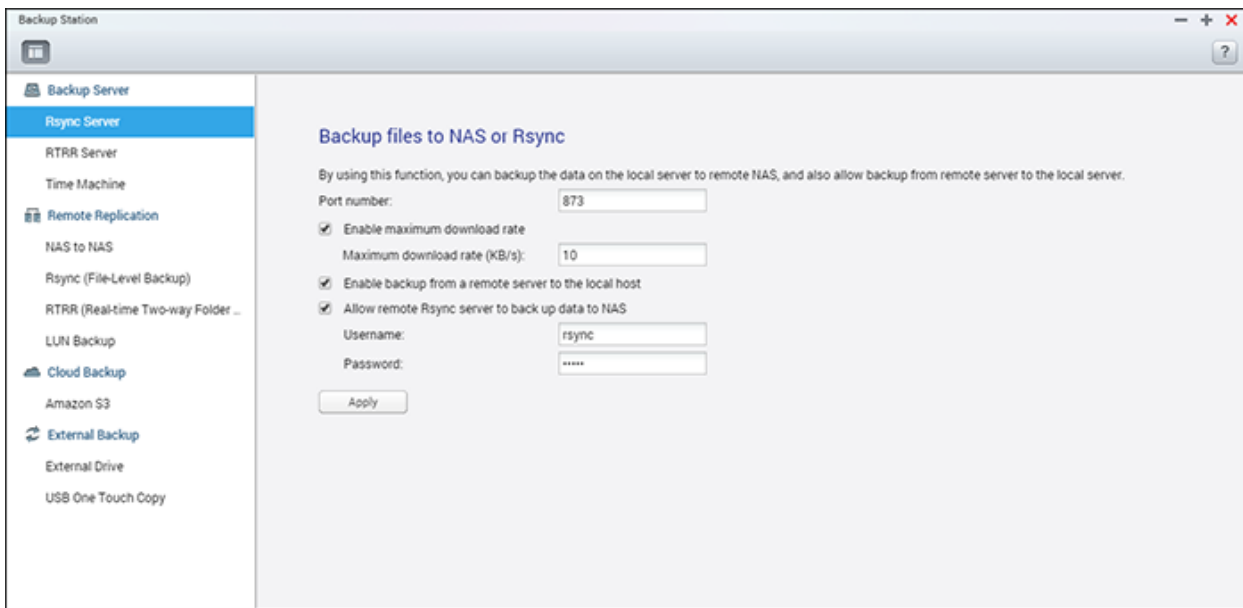 Backup Station
?
Backup Server
Rsync Server
RTRR Server
Time Machine
Remote Replication
NAS to NAS
Rsync (File-Level Backup)
RTRR (Real-time Two-way Folder ...
LUN Backup
Cloud Backup
Amazon S3
External Backup
External Drive
USB One Touch Copy
Backup files to NAS or Rsync
By using this function, you can backup the data on the local server to remote NAS, and also allow backup from remote server to the local server.
Port number: 873
Enable maximum download rate
Maximum download rate (KB/s): 10
Enable backup from a remote server to the local host
Allow remote Rsync server to back up data to NAS
Username: rsync
Password: •••••
Apply